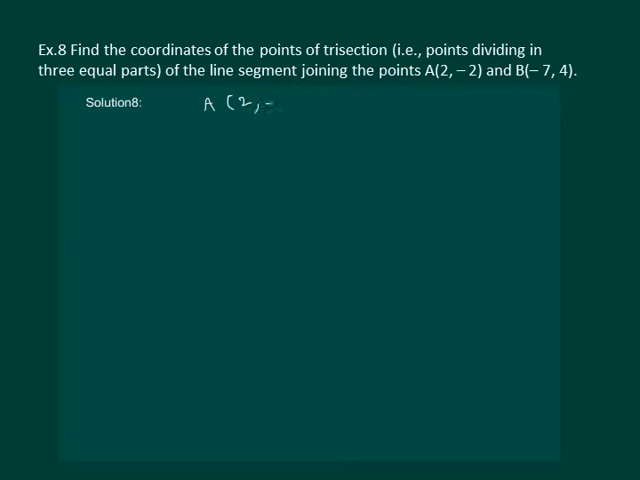 Ex.8 Find the coordinates of the points of trisection (i.e., points dividing in
three equal parts) of the line segment joining the points A(2, – 2) and B(– 7, 4).
Solution8: A (2, -